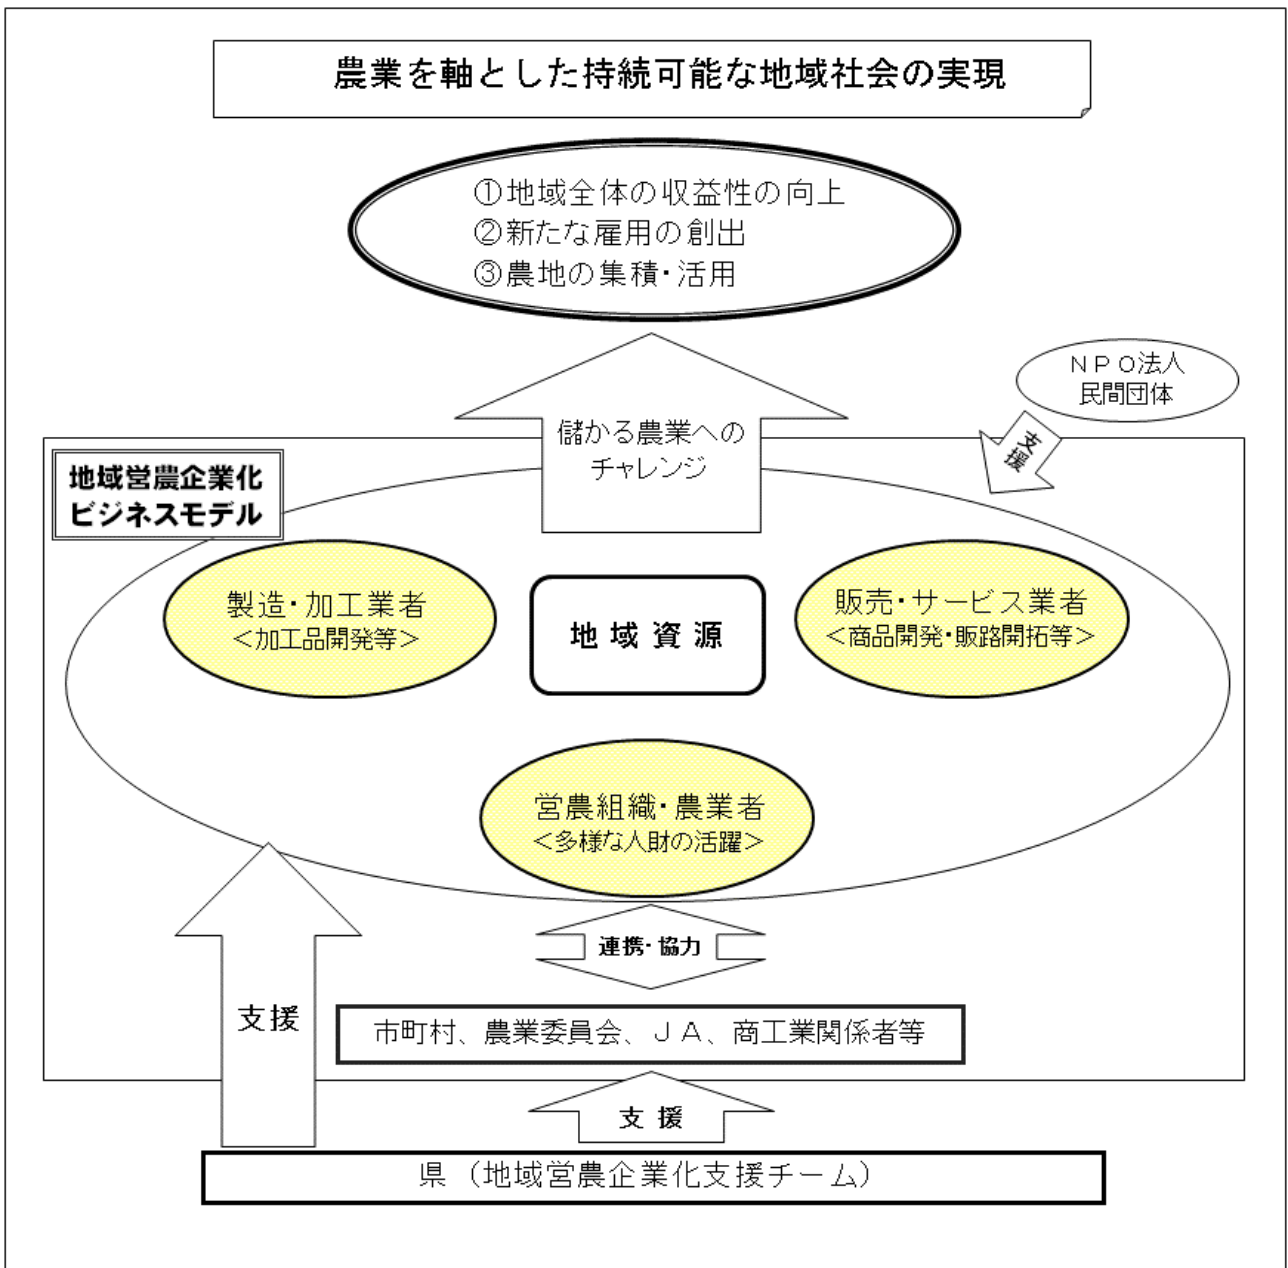 農業を軸とした持続可能な地域社会の実現
①地域全体の収益性の向上
②新たな雇用の創出
③農地の集積・活用
ＮＰＯ法人
民間団体
支援
儲かる農業への
チャレンジ
地域営農企業化
ビジネスモデル
製造・加工業者
＜加工品開発等＞
地域資源
販売・サービス業者
＜商品開発・販路開拓等＞
営農組織・農業者
＜多様な人財の活躍＞
連携・協力
支援
市町村、農業委員会、ＪＡ、商工業関係者等
支援
県（地域営農企業化支援チーム）